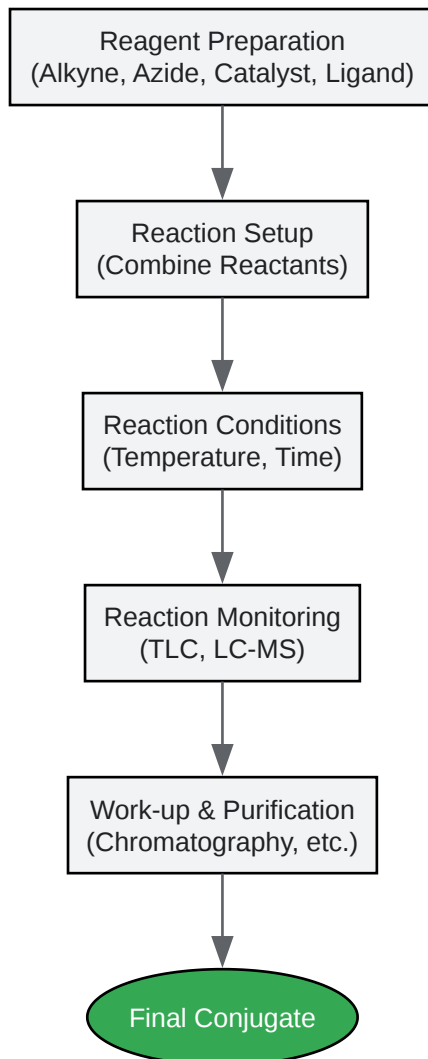 Reagent Preparation
(Alkyne, Azide, Catalyst, Ligand)
Reaction Setup
(Combine Reactants)
Reaction Conditions
(Temperature, Time)
Reaction Monitoring
(TLC, LC-MS)
Work-up & Purification
(Chromatography, etc.)
Final Conjugate